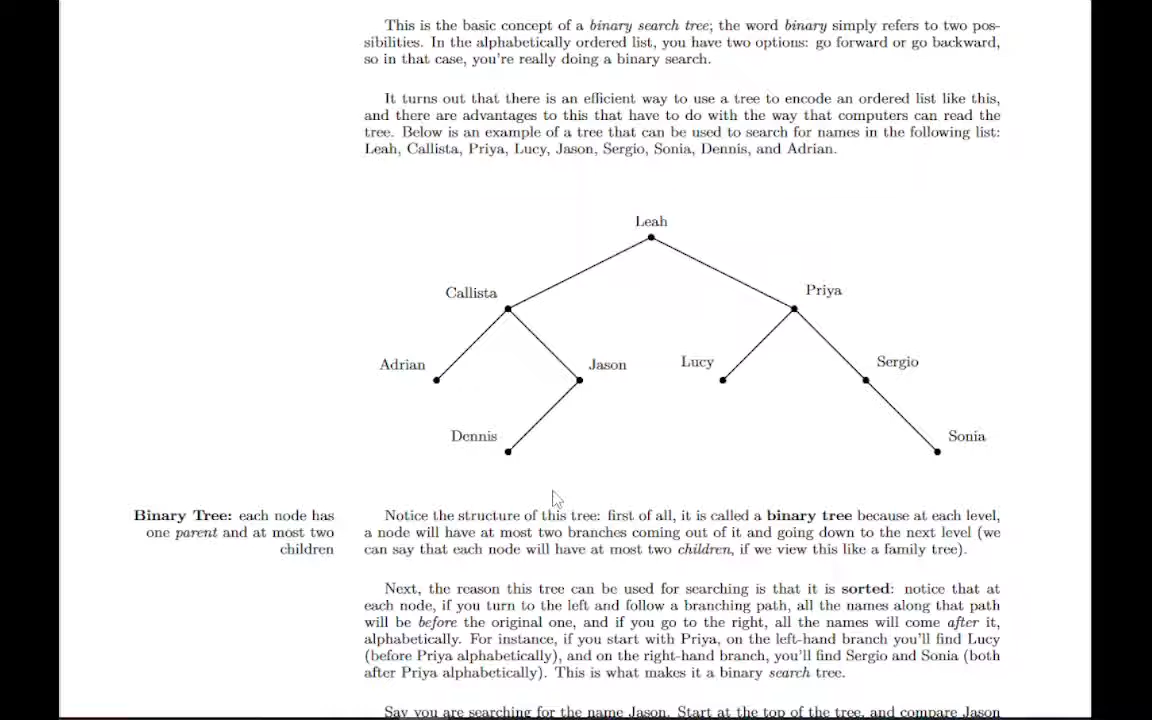 This is the basic concept of a binary search tree; the word binary simply refers to two pos-
sibilities. In the alphabetically ordered list, you have two options: go forward or go backward,
so in that case, you're really doing a binary search.
It turns out that there is an efficient way to use a tree to encode an ordered list like this,
and there are advantages to this that have to do with the way that computers can read the
tree. Below is an example of a tree that can be used to search for names in the following list:
Leah, Callista, Priya, Lucy, Jason, Sergio, Sonia, Dennis, and Adrian.
Leah
Callista
Priya
Adrian
Jason
Lucy
Sergio
Dennis
Sonia
Binary Tree: each node has
one parent and at most two
children
Notice the structure of this tree: first of all, it is called a binary tree because at each level,
a node will have at most two branches coming out of it and going down to the next level (we
can say that each node will have at most two children, if we view this like a family tree).
Next, the reason this tree can be used for searching is that it is sorted: notice that at
each node, if you turn to the left and follow a branching path, all the names along that path
will be before the original one, and if you go to the right, all the names will come after it,
alphabetically. For instance, if you start with Priya, on the left-hand branch you'll find Lucy
(before Priya alphabetically), and on the right-hand branch, you'll find Sergio and Sonia (both
after Priya alphabetically). This is what makes it a binary search tree.
Say you are searching for the name Jason. Start at the top of the tree, and compare Jason